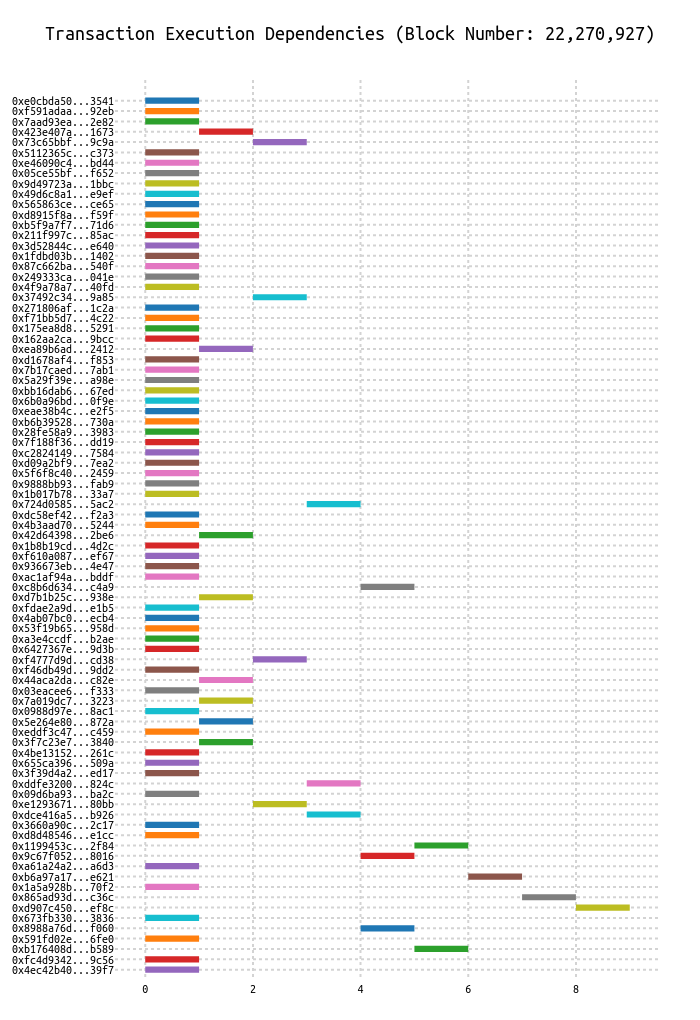 Transaction Execution Dependencies (Block Number: 22,270,927)
0xe0cbda50...3541
0xf591adaa...92eb
0x7aad93ea...2e82
0x423e407a...1673
0x73c65bbf...9c9a
0x5112365c...c373
0xe46090c4...bd44
0x05ce55bf...f652
0x9d49723a...1bbc
0x49d6c8a1...e9ef
0x565863ce...ce65
0xd8915f8a...f59f
0xb5f9a7f7...71d6
0x211f997c...85ac
0x3d52844c...e640
0x1fdbd03b...1402
0x87c662ba...540f
0x249333ca...041e
0x4f9a78a7...40fd
0x37492c34...9a85
0x271806af...1c2a
0xf71bb5d7...4c22
0x175ea8d8...5291
0x162aa2ca...9bcc
0xea89b6ad...2412
0xd1678af4...f853
0x7b17caed...7ab1
0x5a29f39e...a98e
0xbb16dab6...67ed
0x6b0a96bd...0f9e
0xeae38b4c...e2f5
0xb6b39528...730a
0x28fe58a9...3983
0x7f188f36...dd19
0xc2824149...7584
0xd09a2bf9...7ea2
0x5f6f8c40...2459
0x9888bb93...fab9
0x1b017b78...33a7
0x724d0585...5ac2
0xdc58ef42...f2a3
0x4b3aad70...5244
0x42d64398...2be6
0x1b8b19cd...4d2c
0xf610a087...ef67
0x936673eb...4e47
0xac1af94a...bddf
0xc8b6d634...c4a9
0xd7b1b25c...938e
0xfdae2a9d...e1b5
0x4ab07bc0...ecb4
0x53f19b65...958d
0xa3e4ccdf...b2ae
0x6427367e...9d3b
0xf4777d9d...cd38
0xf46db49d...9dd2
0x44aca2da...c82e
0x03eacee6...f333
0x7a019dc7...3223
0x0988d97e...8ac1
0x5e264e80...872a
0xeddf3c47...c459
0x3f7c23e7...3840
0x4be13152...261c
0x655ca396...509a
0x3f39d4a2...ed17
0xddfe3200...824c
0x09d6ba93...ba2c
0xe1293671...80bb
0xdce416a5...b926
0x3660a90c...2c17
0xd8d48546...e1cc
0x1199453c...2f84
0x9c67f052...8016
0xa61a24a2...a6d3
0xb6a97a17...e621
0x1a5a928b...70f2
0x865ad93d...c36c
0xd907c450...ef8c
0x673fb330...3836
0x8988a76d...f060
0x591fd02e...6fe0
0xb176408d...b589
0xfc4d9342...9c56
0x4ec42b40...39f7
0 2 4 6 8